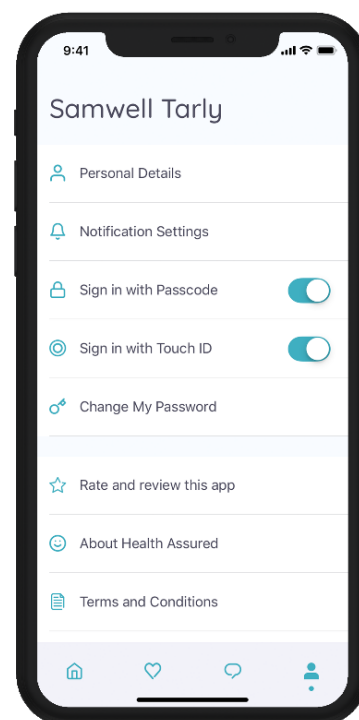 9:41
Samwell Tarly
Personal Details
Notification Settings
Sign in with Passcode
Sign in with Touch ID
Change My Password
Rate and review this app
About Health Assured
Terms and Conditions